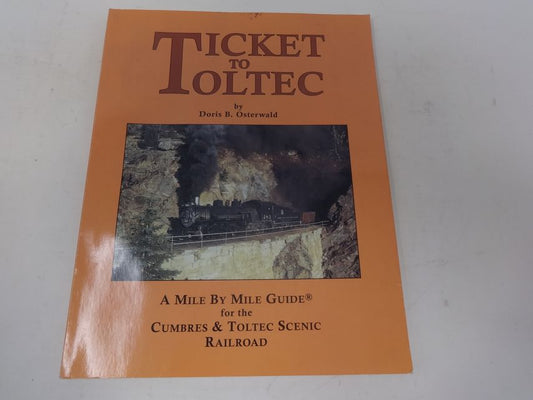 TICKET
TO
TOLTEC
by
Doris B. Osterwald
A MILE BY MILE GUIDE®
for the
CUMBRES & TOLTEC SCENIC
RAILROAD